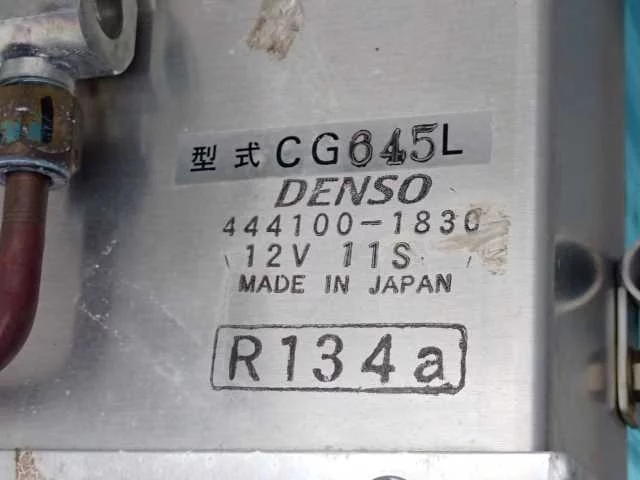 型式 CG645L
DENSO
444100-1830
12V 11S
MADE IN JAPAN
R134a